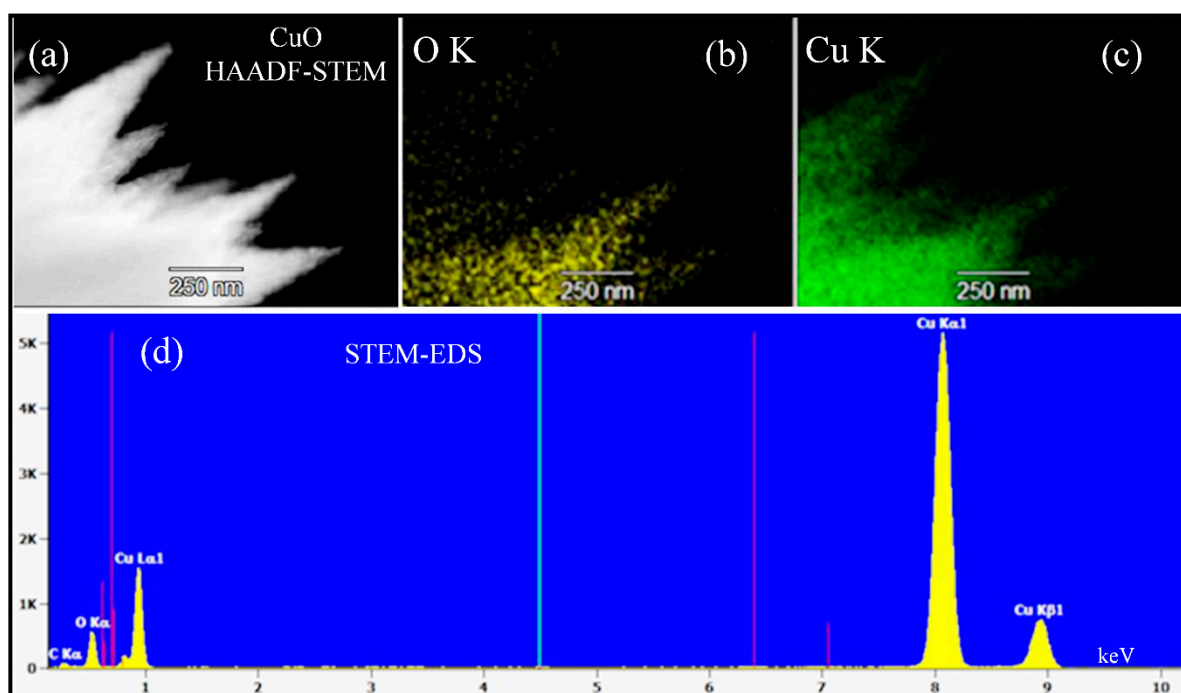 (a)
CuO
HAADF-STEM
250 nm
O K
(b)
250 nm
Cu K
(c)
250 nm
(d)
STEM-EDS
5K
4K
3K
2K
1K
0
C Kα
O Kα
Cu Lα1
Cu Kα1
Cu Kβ1
keV
1 2 3 4 5 6 7 8 9 10